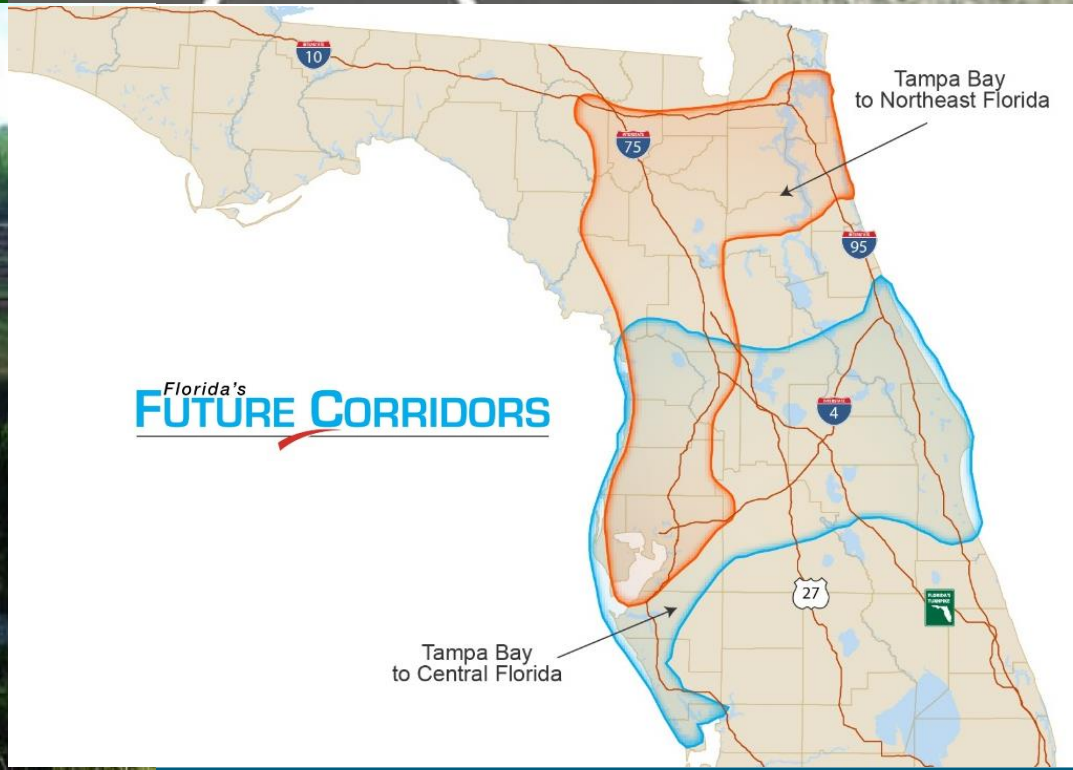 10
Tampa Bay
to Northeast Florida
75
95
Florida's
FUTURE CORRIDORS
4
27
Tampa Bay
to Central Florida